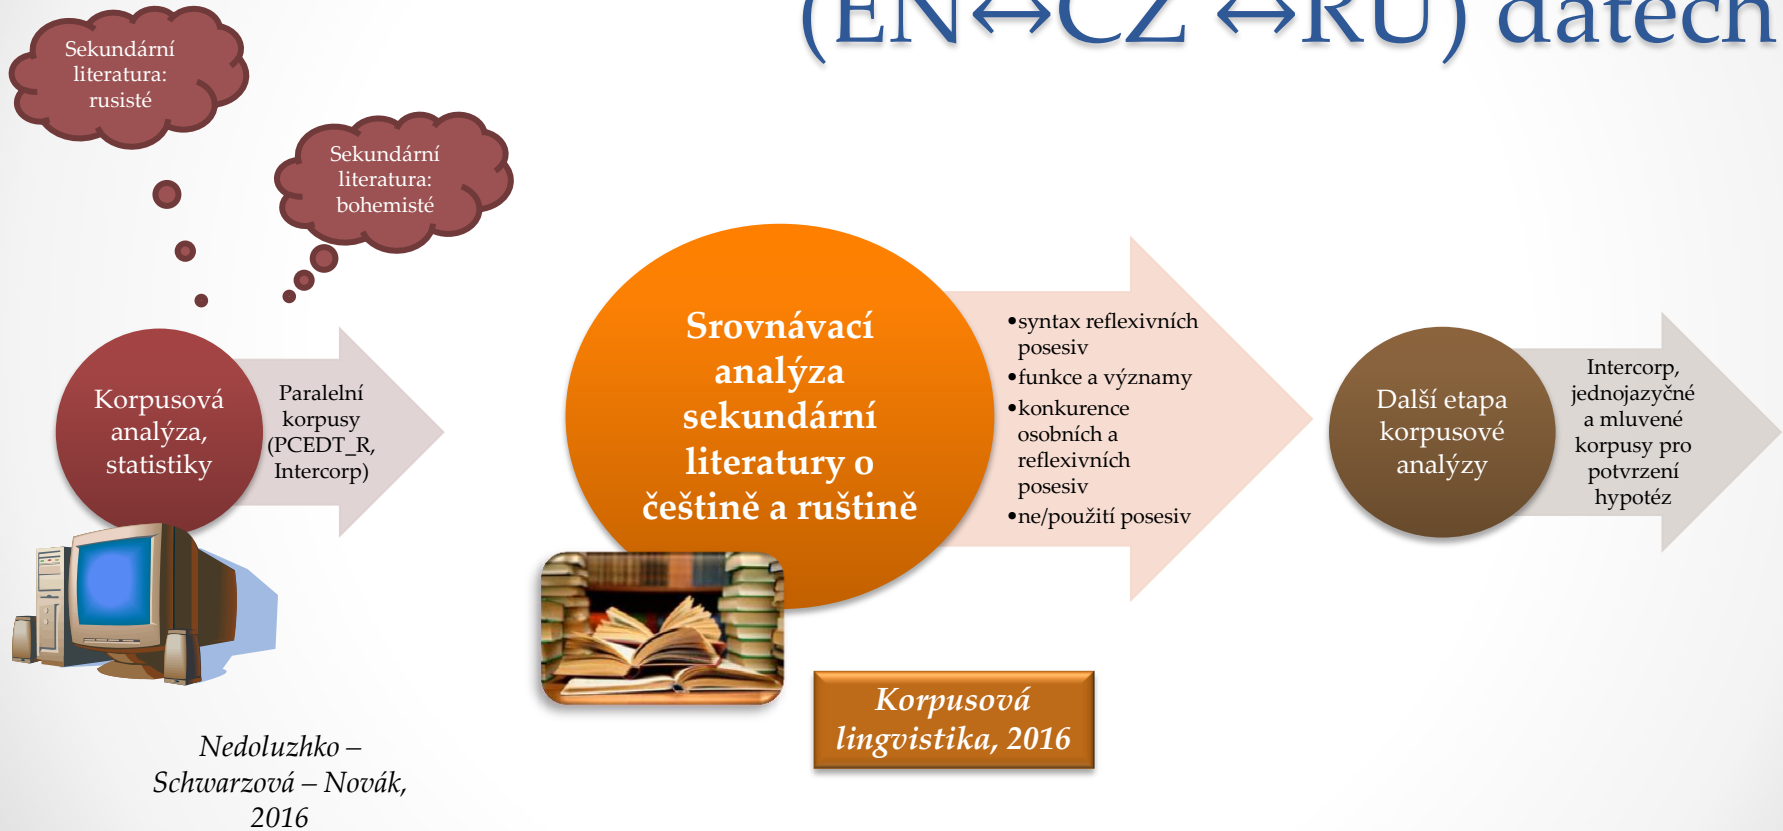 (EN↔CZ ↔RU) datech
Sekundární
literatura:
rusisté
Sekundární
literatura:
bohemisté
Korpusová
analýza,
statistiky
Paralelní
korpusy
(PCEDT_R,
Intercorp)
Srovnávací
analýza
sekundární
literatury o
češtině a ruštině
•syntax reflexivních
posesiv
•funkce a významy
•konkurence
osobních a
reflexivních
posesiv
•ne/použití posesiv
Další etapa
korpusové
analýzy
Intercorp,
jednojazyčné
a mluvené
korpusy pro
potvrzení
hypotéz
Korpusová
lingvistika, 2016
Nedoluzhko –
Schwarzová – Novák,
2016